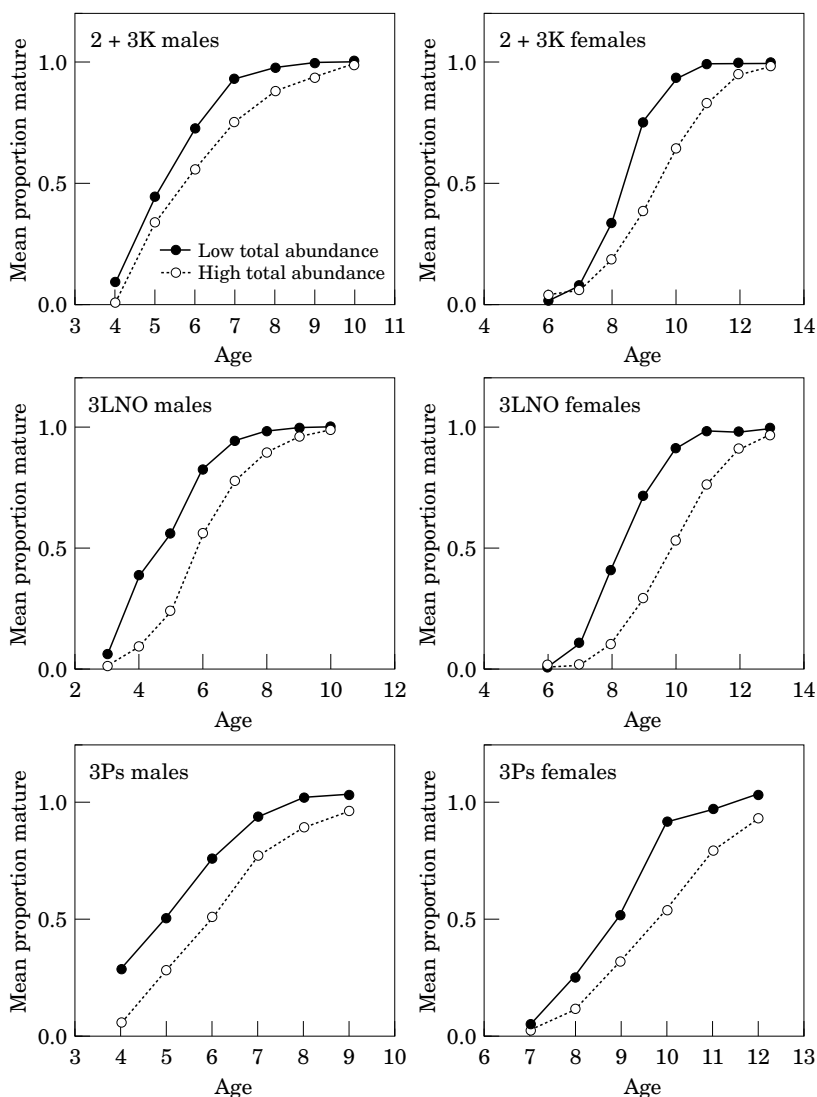 2 + 3K males
Mean proportion mature
1.0
0.5
0.0
Low total abundance
High total abundance
3 4 5 6 7 8 9 10 11
Age
2 + 3K females
Mean proportion mature
1.0
0.5
0.0
4 6 8 10 12 14
Age
3LNO males
Mean proportion mature
1.0
0.5
0.0
2 4 6 8 10 12
Age
3LNO females
Mean proportion mature
1.0
0.5
0.0
4 6 8 10 12 14
Age
3Ps males
Mean proportion mature
1.0
0.5
0.0
3 4 5 6 7 8 9 10
Age
3Ps females
Mean proportion mature
1.0
0.5
0.0
6 7 8 9 10 11 12 13
Age